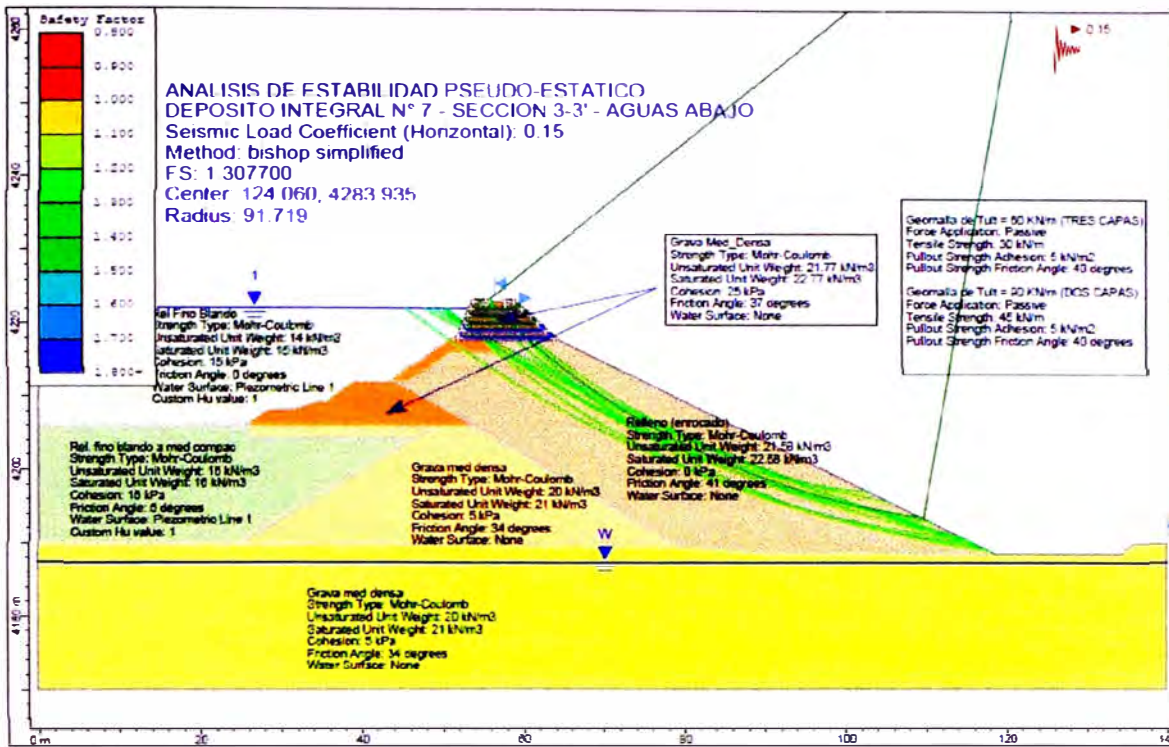 Safety Factor
0.800
0.900
1.000
1.100
1.200
1.300
1.400
1.500
1.600
1.700
1.800+
ANALISIS DE ESTABILIDAD PSEUDO-ESTATICO
DEPOSITO INTEGRAL N° 7 - SECCION 3-3' - AGUAS ABAJO
Seismic Load Coefficient (Horizontal): 0.15
Method: bishop simplified
FS: 1.307700
Center: 124.060, 4283.935
Radius: 91.719
0.15
Geomalla de Tult = 60 KN/m (TRES CAPAS)
Force Application: Passive
Tensile Strength: 30 kN/m
Pullout Strength Adhesion: 5 kN/m2
Pullout Strength Friction Angle: 40 degrees
Geomalla de Tult = 90 KN/m (DOS CAPAS)
Force Application: Passive
Tensile Strength: 45 kN/m
Pullout Strength Adhesion: 5 kN/m2
Pullout Strength Friction Angle: 40 degrees
Grava Med_Densa
Strength Type: Mohr-Coulomb
Unsaturated Unit Weight: 21.77 kN/m3
Saturated Unit Weight: 22.77 kN/m3
Cohesion: 25 kPa
Friction Angle: 37 degrees
Water Surface: None
1
Rel Fino Blando
Strength Type: Mohr-Coulomb
Unsaturated Unit Weight: 14 kN/m3
Saturated Unit Weight: 15 kN/m3
Cohesion: 15 kPa
Friction Angle: 0 degrees
Water Surface: Piezometric Line 1
Custom Hu value: 1
Rel. fino blando a med compac
Strength Type: Mohr-Coulomb
Unsaturated Unit Weight: 15 kN/m3
Saturated Unit Weight: 16 kN/m3
Cohesion: 18 kPa
Friction Angle: 0 degrees
Water Surface: Piezometric Line 1
Custom Hu value: 1
Grava med densa
Strength Type: Mohr-Coulomb
Unsaturated Unit Weight: 20 kN/m3
Saturated Unit Weight: 21 kN/m3
Cohesion: 5 kPa
Friction Angle: 34 degrees
Water Surface: None
Relleno (enrocado)
Strength Type: Mohr-Coulomb
Unsaturated Unit Weight: 21.58 kN/m3
Saturated Unit Weight: 22.58 kN/m3
Cohesion: 0 kPa
Friction Angle: 41 degrees
Water Surface: None
W
Grava med densa
Strength Type: Mohr-Coulomb
Unsaturated Unit Weight: 20 kN/m3
Saturated Unit Weight: 21 kN/m3
Cohesion: 5 kPa
Friction Angle: 34 degrees
Water Surface: None
4260
4240
4220
4200
4180
0 m
20
40
60
80
100
120